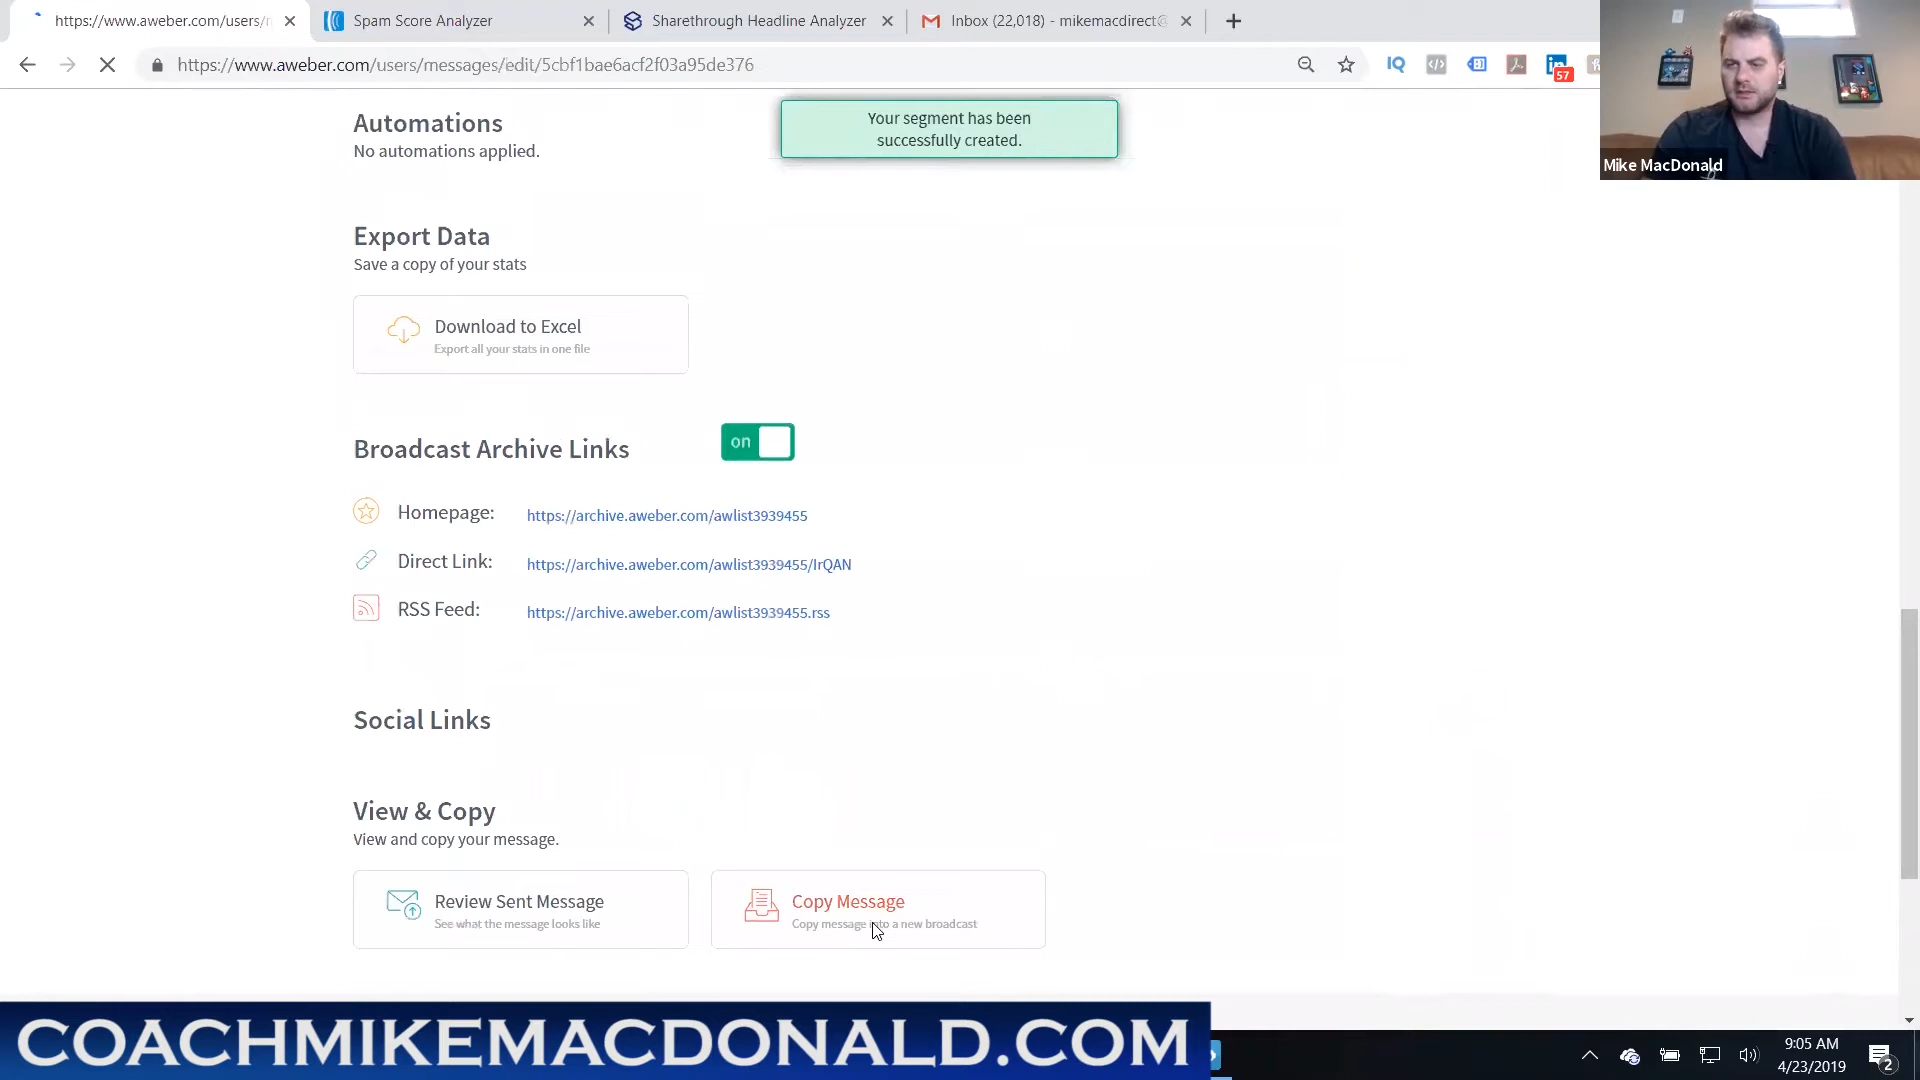 https://www.aweber.com/users/
Spam Score Analyzer
Sharethrough Headline Analyzer
Inbox (22,018) - mikemacdirect@
https://www.aweber.com/users/messages/edit/5cbf1bae6acf2f03a95de376
IQ
57
Mike MacDonald
Your segment has been
successfully created.
Automations
No automations applied.
Export Data
Save a copy of your stats
Download to Excel
Export all your stats in one file
Broadcast Archive Links
on
Homepage:
https://archive.aweber.com/awlist3939455
Direct Link:
https://archive.aweber.com/awlist3939455/IrQAN
RSS Feed:
https://archive.aweber.com/awlist3939455.rss
Social Links
View & Copy
View and copy your message.
Review Sent Message
See what the message looks like
Copy Message
Copy message into a new broadcast
COACHMIKEMACDONALD.COM
9:05 AM
4/23/2019
2